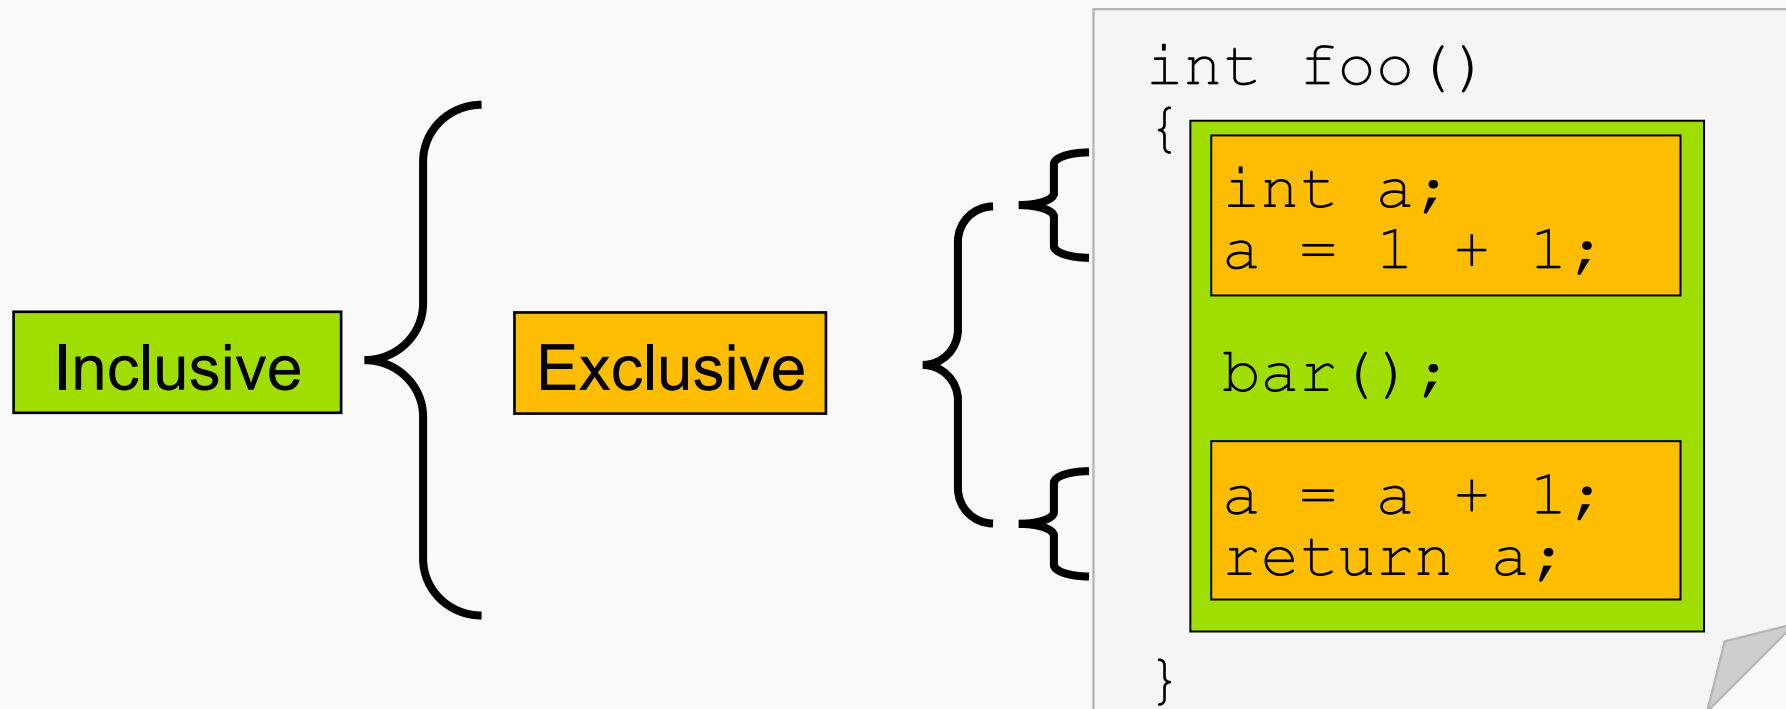 Inclusive
Exclusive
int foo()
{
int a;
a = 1 + 1;
bar();
a = a + 1;
return a;
}